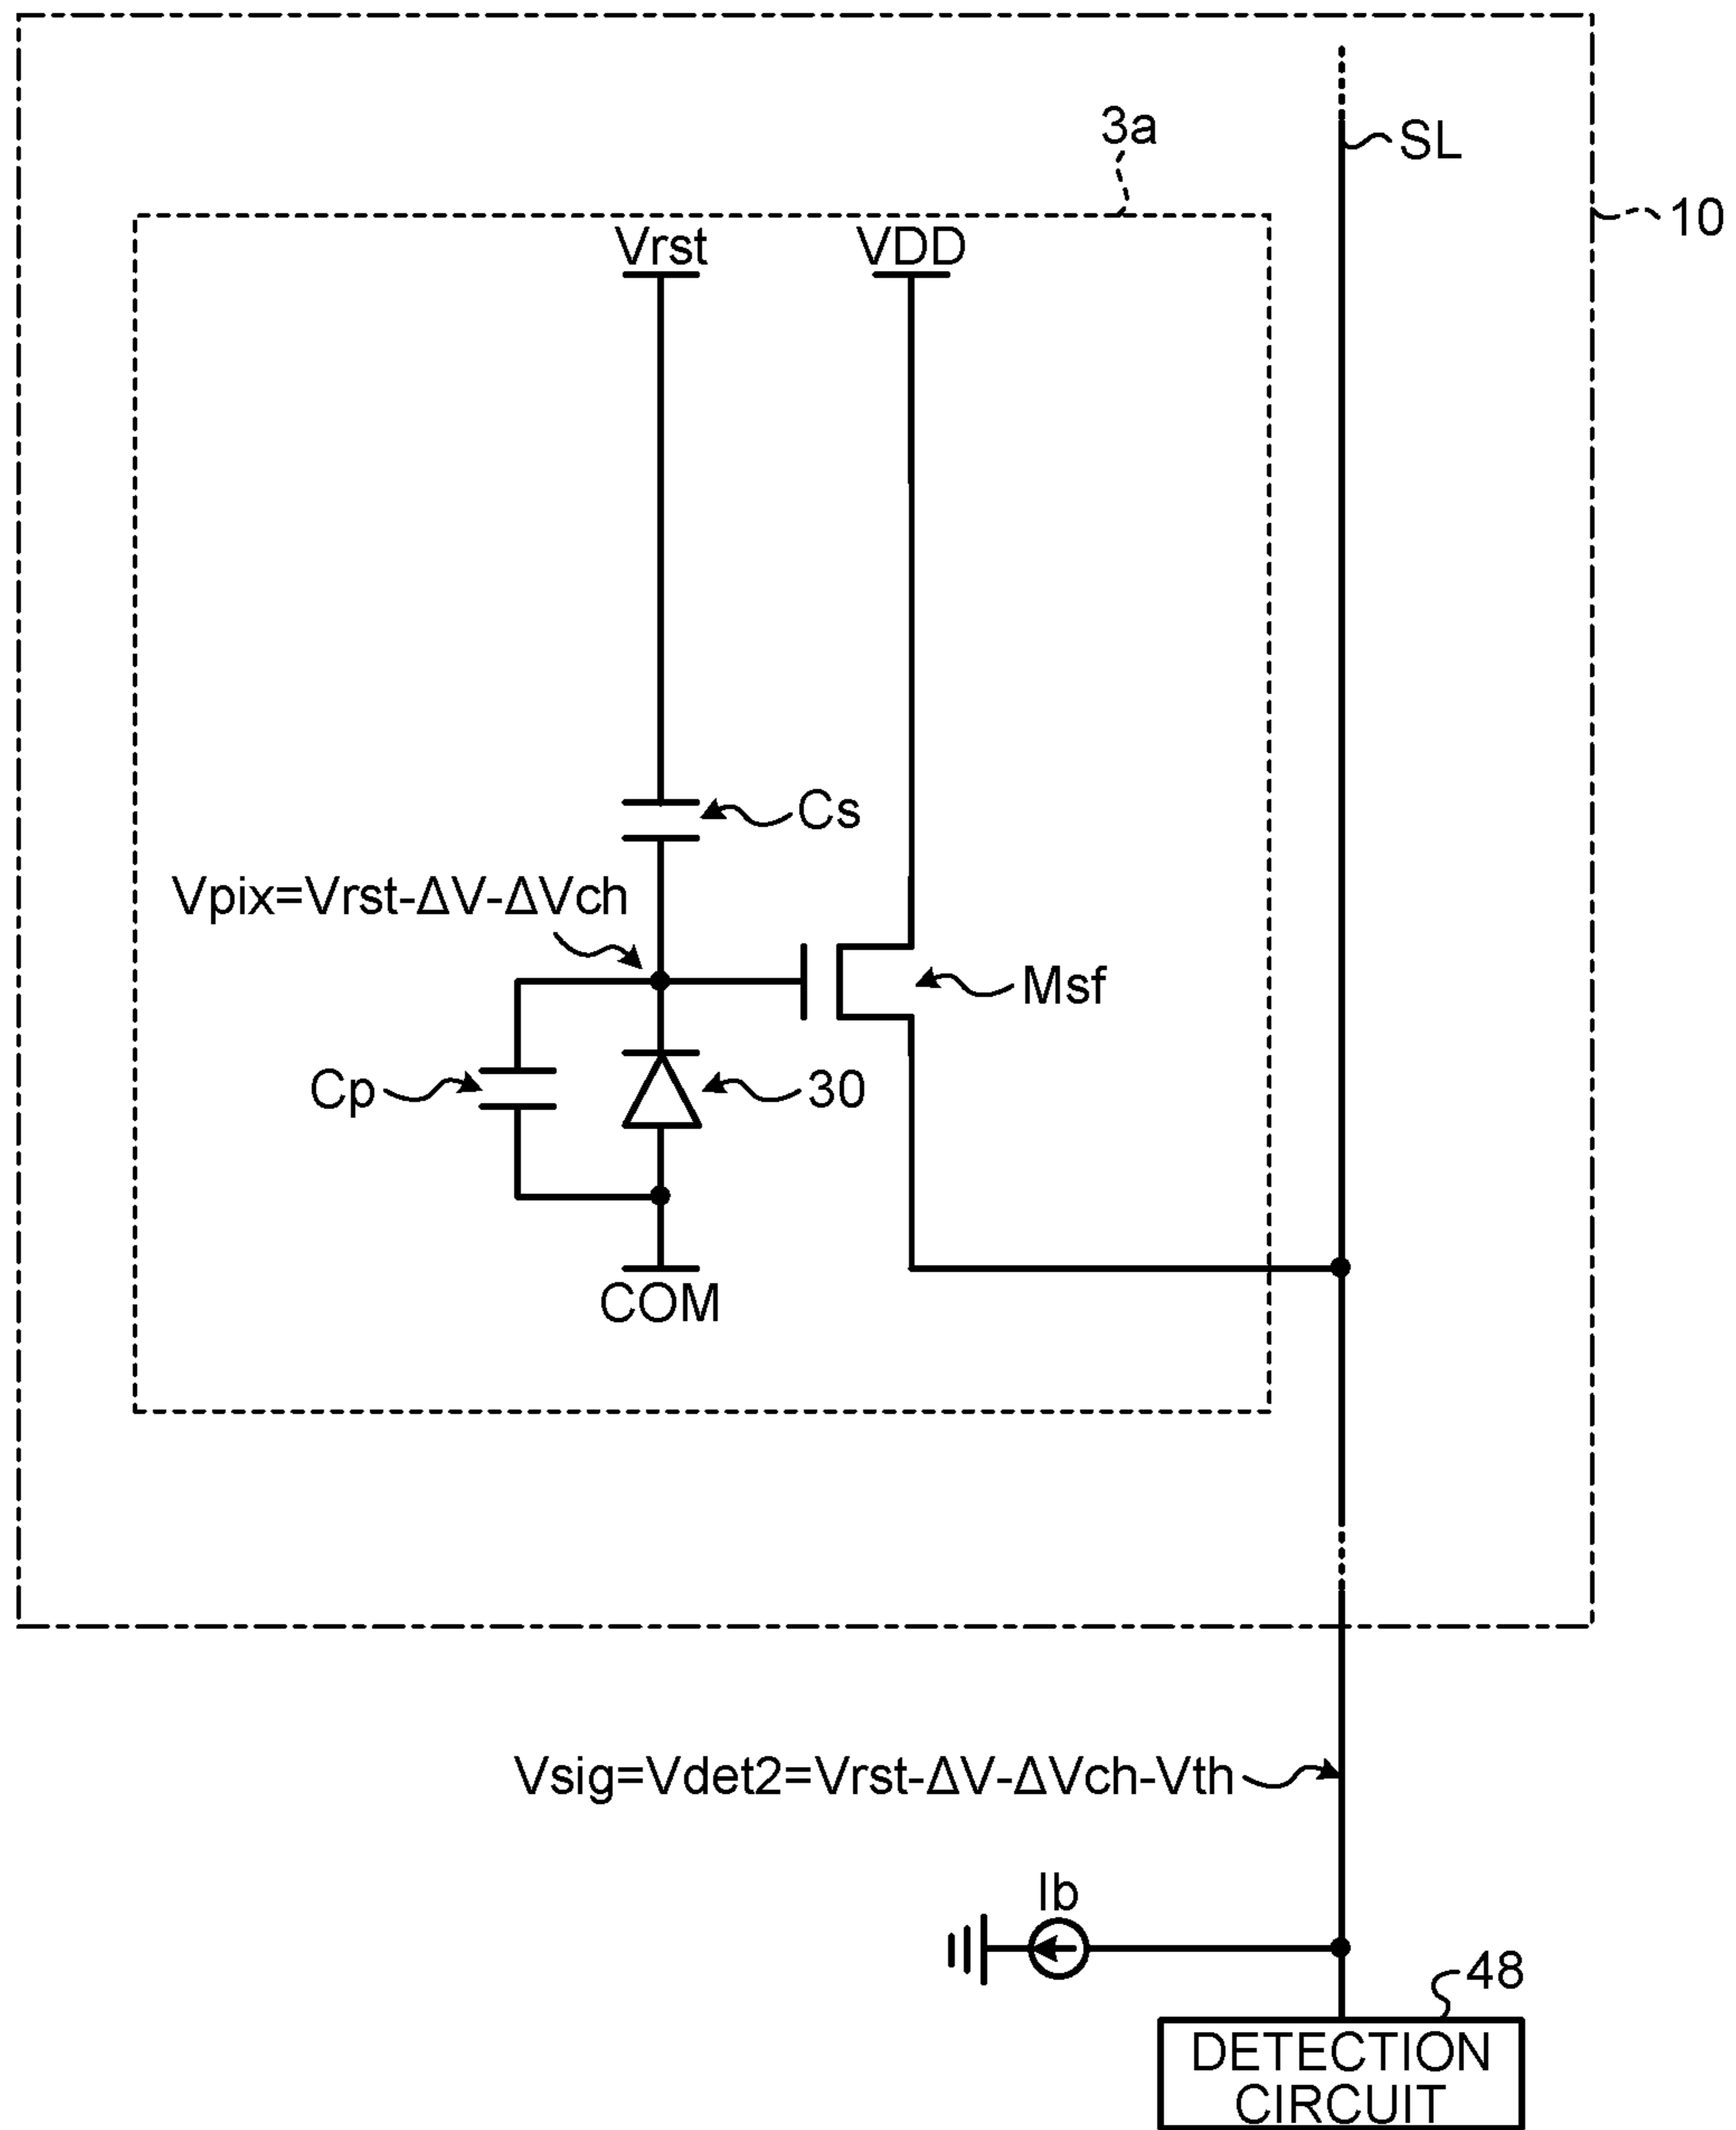 3a
SL
10
Vrst
VDD
Cs
Vpix=Vrst-ΔV-ΔVch
Msf
Cp
30
COM
Vsig=Vdet2=Vrst-ΔV-ΔVch-Vth
Ib
48
DETECTION
CIRCUIT